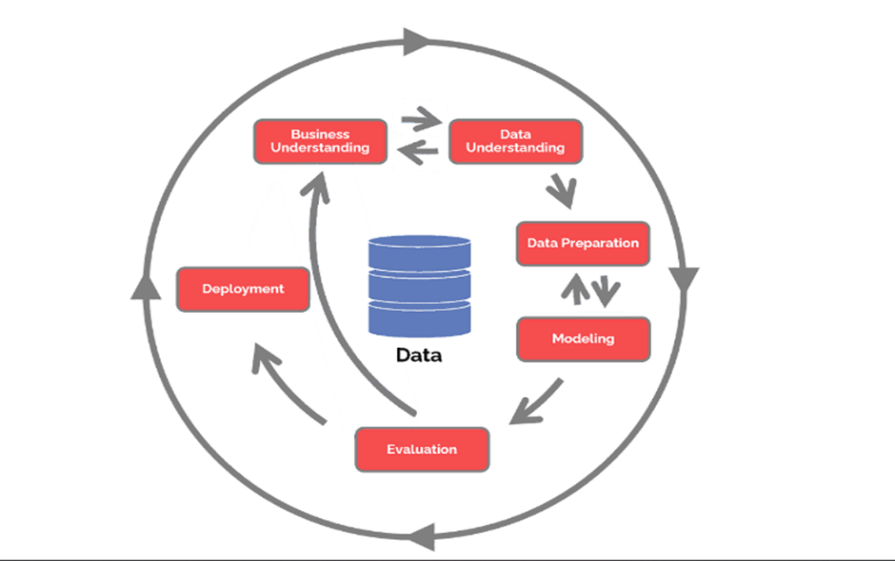 Business
Understanding
Data
Understanding
Data Preparation
Deployment
Modeling
Data
Evaluation